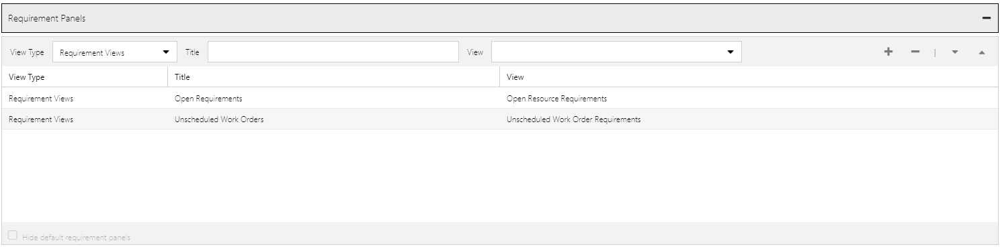 Requirement Panels
View Type Requirement Views Title View
View Type Title View
Requirement Views Open Requirements Open Resource Requirements
Requirement Views Unscheduled Work Orders Unscheduled Work Order Requirements
Hide default requirement panels